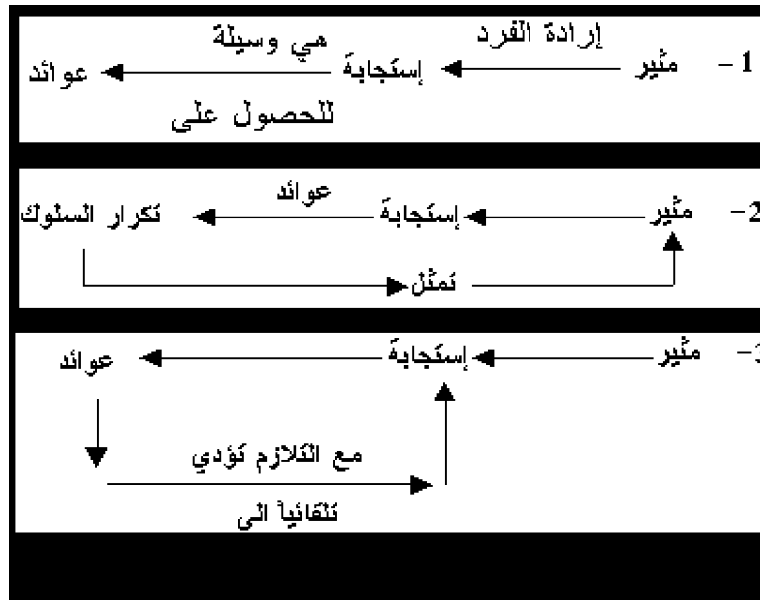 1 - مثير إرادة الفرد إستجابة هي وسيلة للحصول على عوائد
2- مثير إستجابة عوائد تكرار السلوك
تمثل
3- مثير إستجابة عوائد
مع التلازم تؤدي
تلقائياً الى